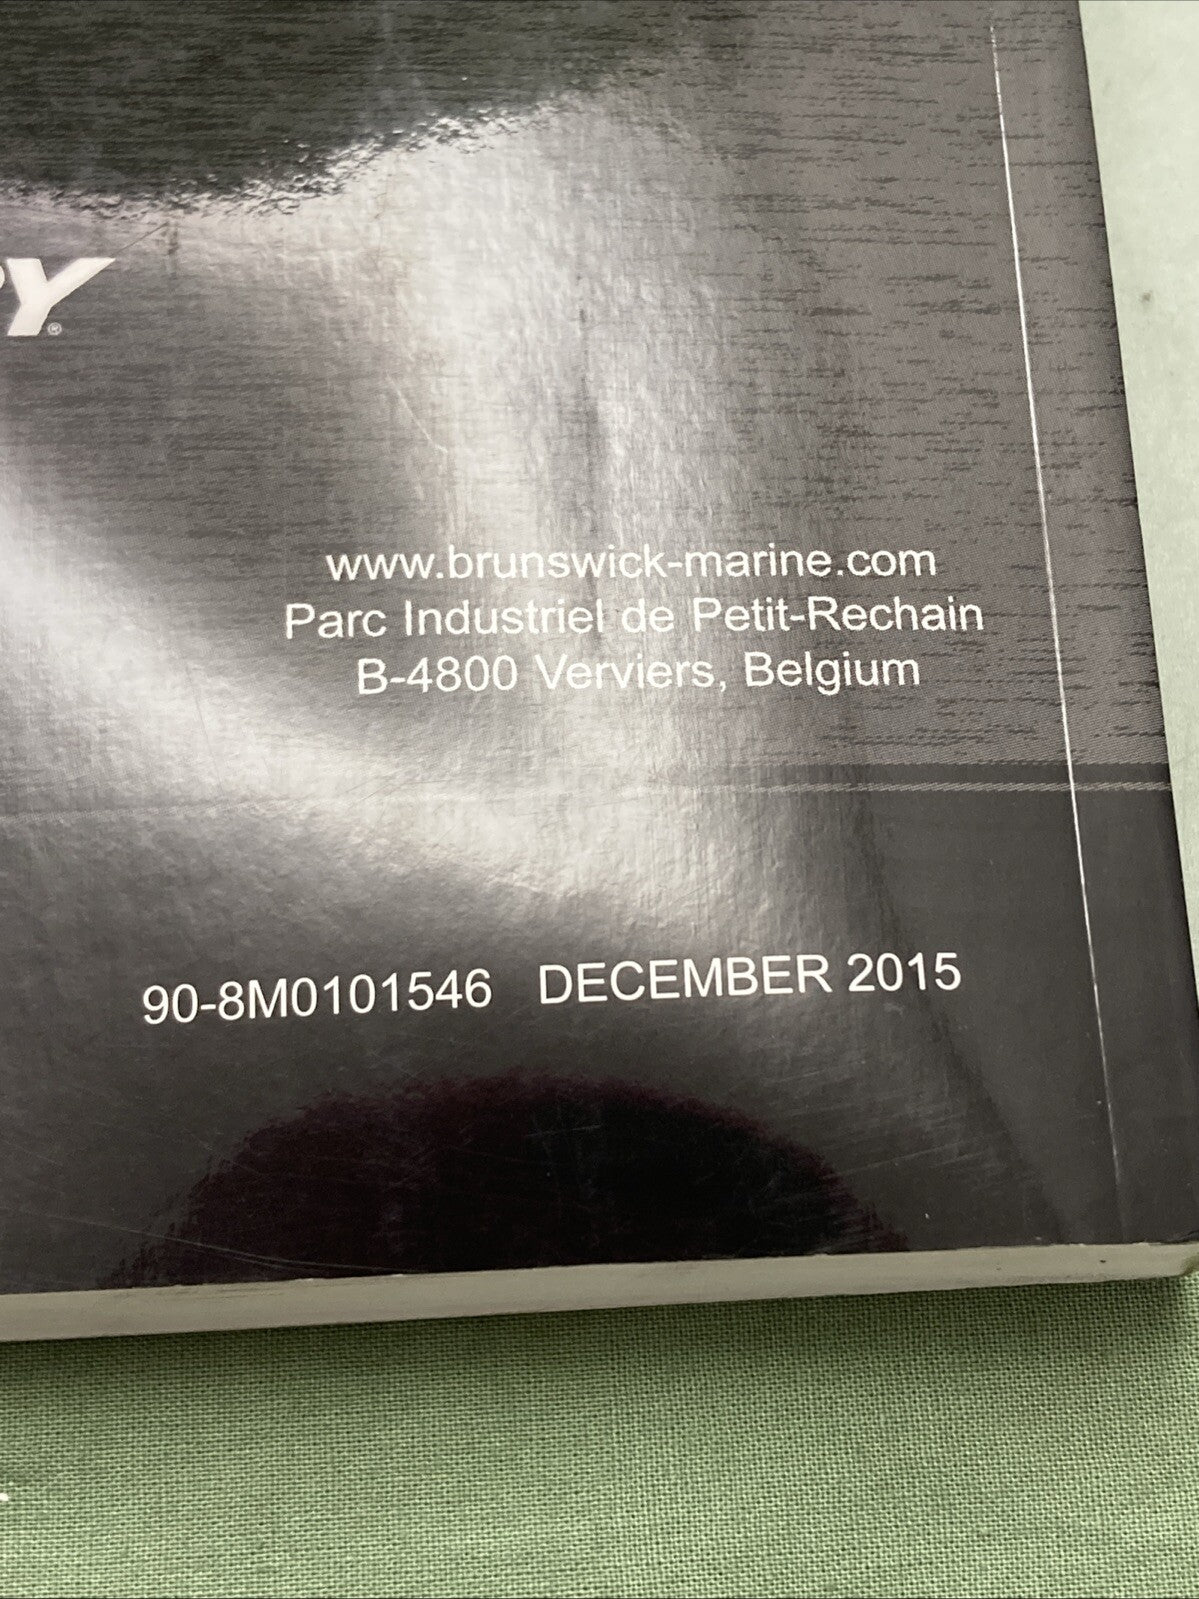 Y®
www.brunswick-marine.com
Parc Industriel de Petit-Rechain
B-4800 Verviers, Belgium
90-8M0101546 DECEMBER 2015